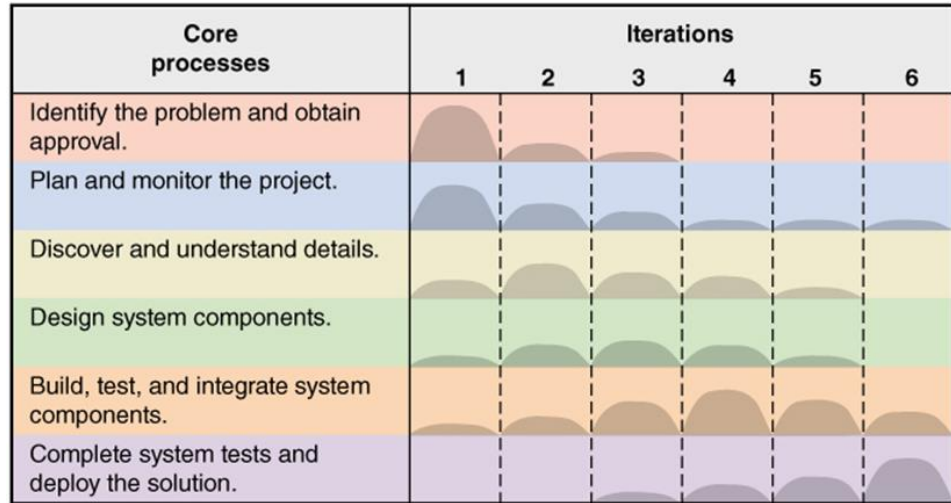 Core
processes
Iterations
1 2 3 4 5 6
Identify the problem and obtain
approval.
Plan and monitor the project.
Discover and understand details.
Design system components.
Build, test, and integrate system
components.
Complete system tests and
deploy the solution.